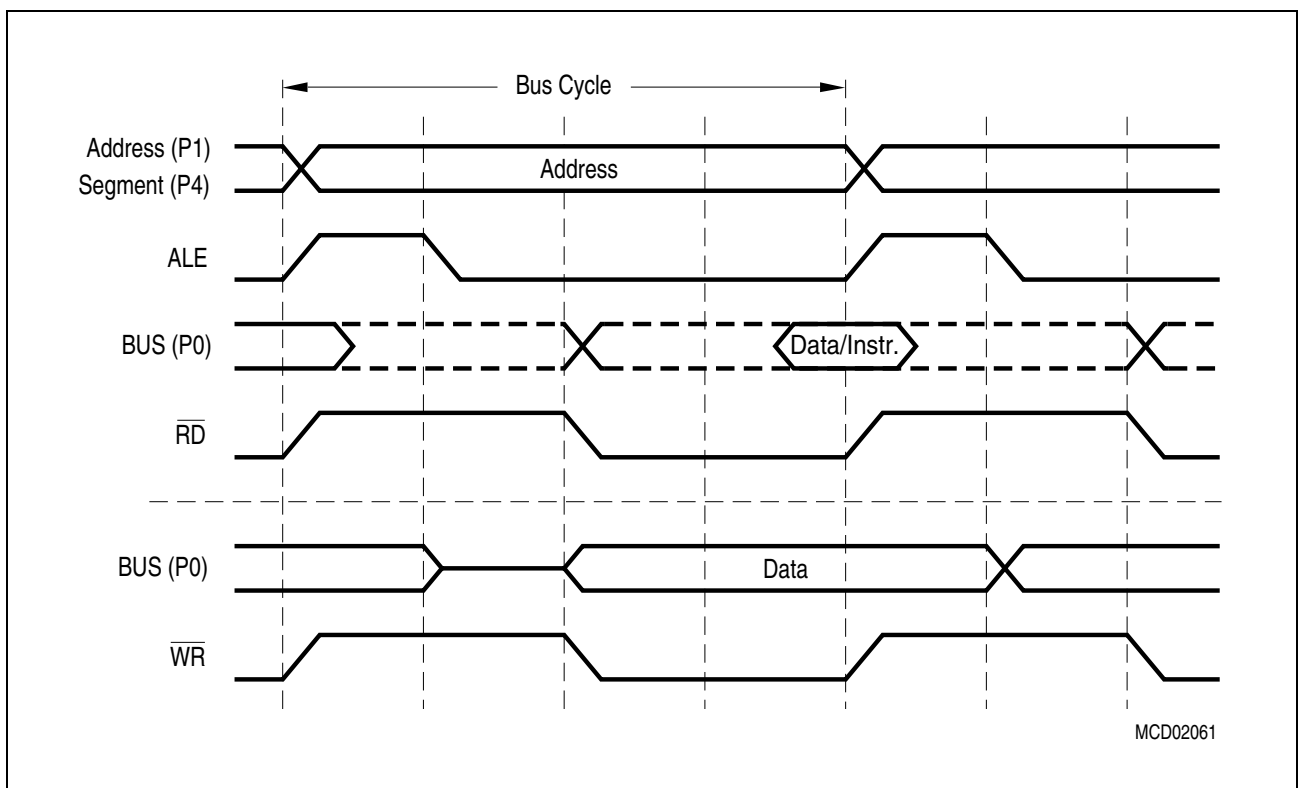 Bus Cycle
Address (P1)
Segment (P4)
Address
ALE
BUS (P0)
Data/Instr.
RD
BUS (P0)
Data
WR
MCD02061